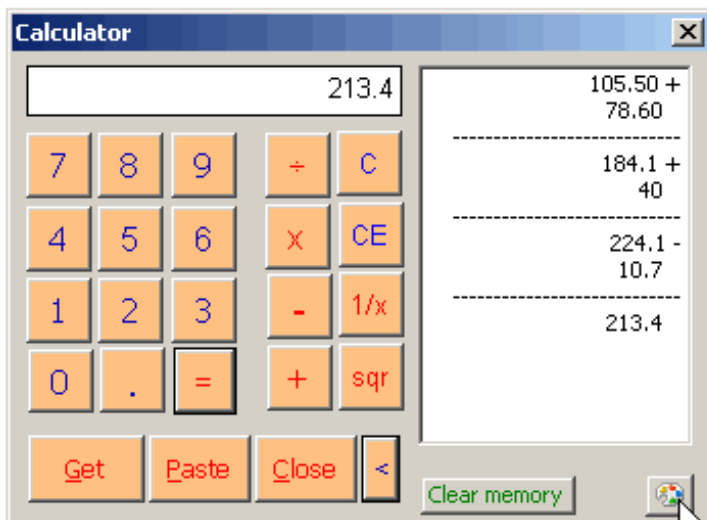 Calculator
213.4
7 8 9 ÷ C
4 5 6 x CE
1 2 3 - 1/x
0 . = + sqr
Get Paste Close <
105.50 +
78.60
----------------------------
184.1 +
40
----------------------------
224.1 -
10.7
----------------------------
213.4
Clear memory